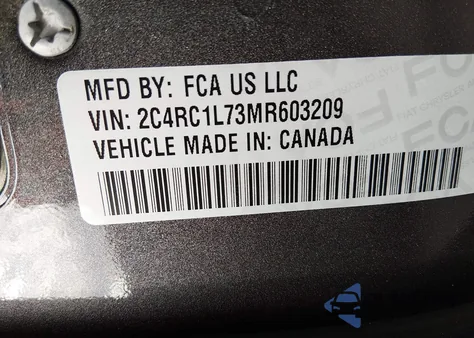 MFD BY: FCA US LLC
VIN: 2C4RC1L73MR603209
VEHICLE MADE IN: CANADA